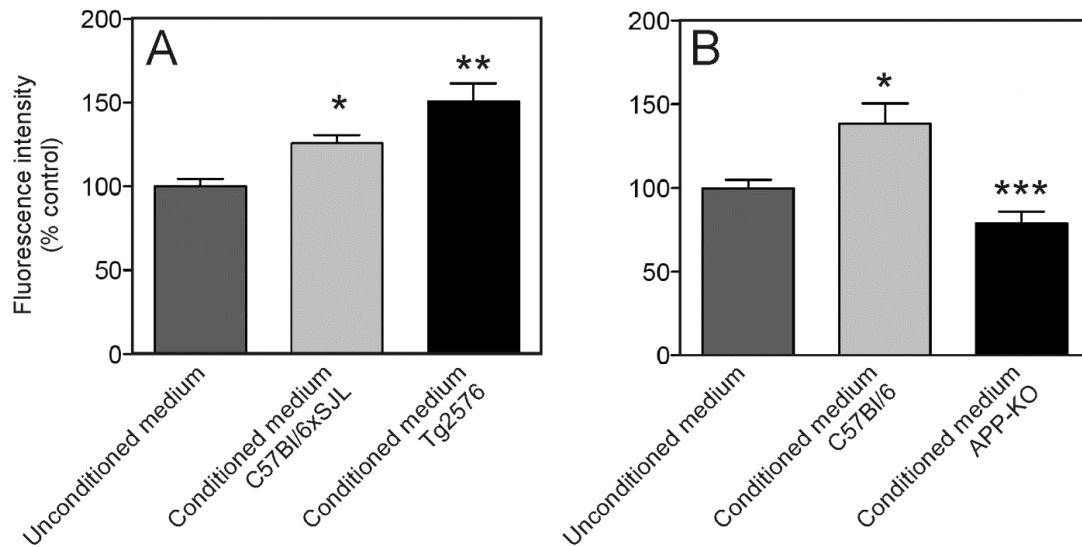 A
Fluorescence intensity
(% control)
200
150
100
50
0
*
**
Unconditioned medium
Conditioned medium
C57Bl/6xSJL
Conditioned medium
Tg2576
B
200
150
100
50
0
*
***
Unconditioned medium
Conditioned medium
C57Bl/6
Conditioned medium
APP-KO